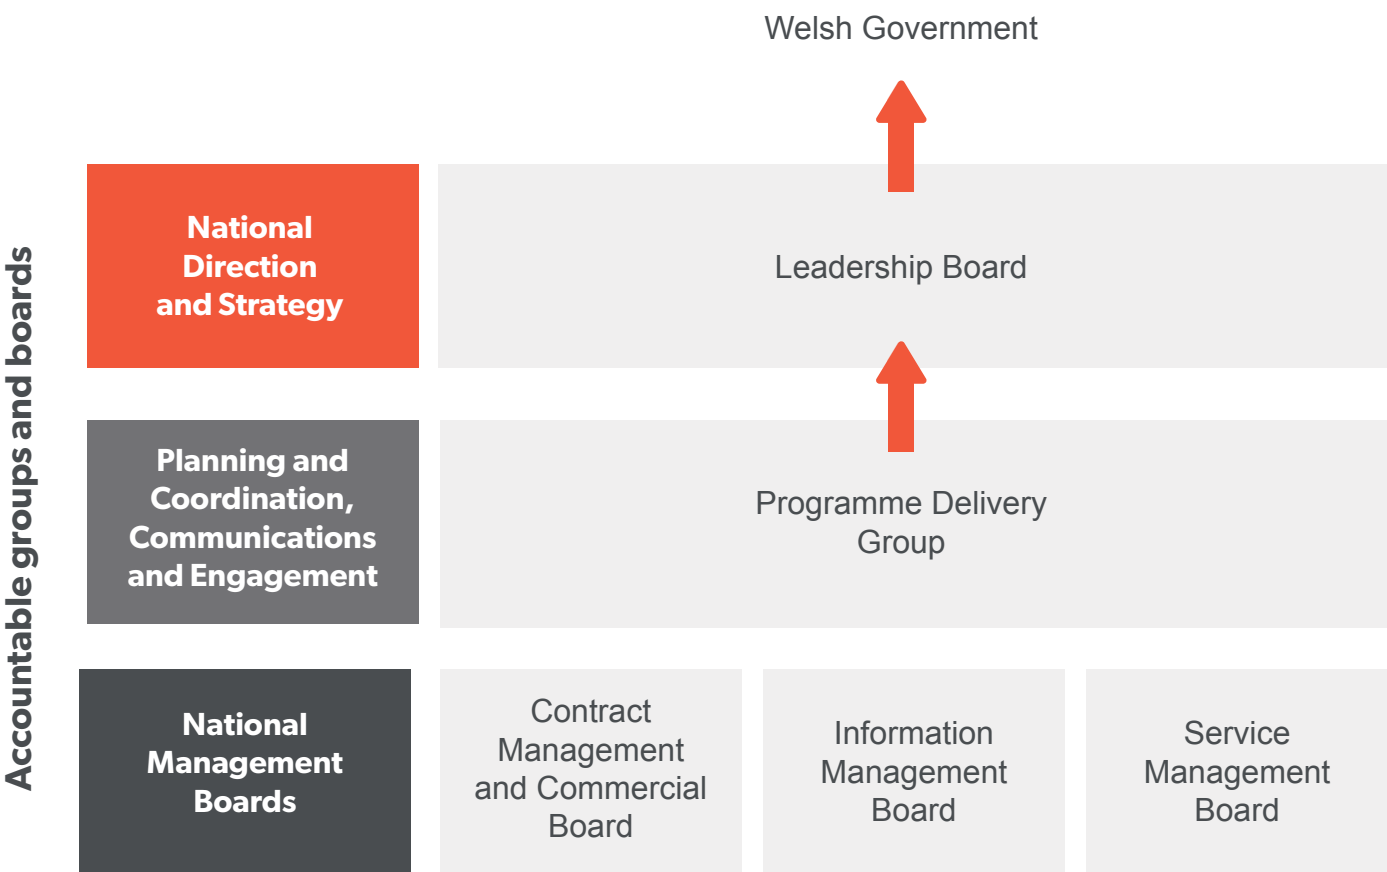 Welsh Government
Accountable groups and boards
National
Direction
and Strategy
Leadership Board
Planning and
Coordination,
Communications
and Engagement
Programme Delivery
Group
National
Management
Boards
Contract
Management
and Commercial
Board
Information
Management
Board
Service
Management
Board